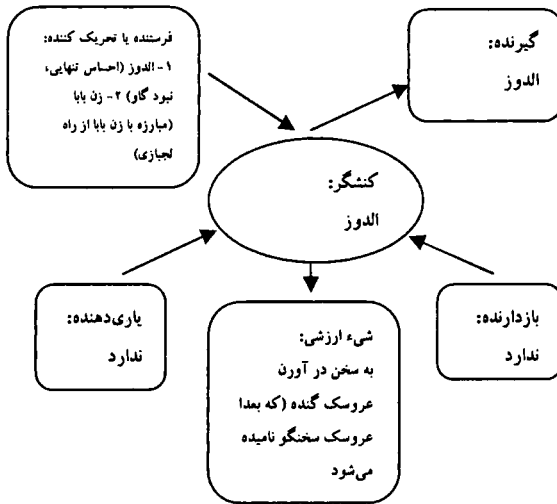 فرستنده یا تحریک کننده:
۱- الدوز (احساس تنهایی،
نبود گاو) ۲- زن بابا
(مبارزه با زن بابا از راه
لجبازی)
گیرنده:
الدوز
کنشگر:
الدوز
یاری‌دهنده:
ندارد
شیء ارزشی:
به سخن در آورن
عروسک گنده (که بعدا
عروسک سخنگو نامیده
می‌شود
بازدارنده:
ندارد